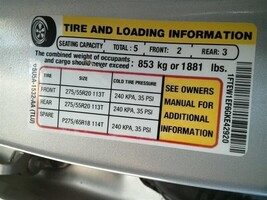 TIRE AND LOADING INFORMATION
SEATING CAPACITY TOTAL: 5 FRONT: 2 REAR: 3
The combined weight of occupants
and cargo should never exceed: 853 kg or 1881 lbs.
TIRE SIZE COLD TIRE PRESSURE
FRONT 275/55R20 113T 240 KPA, 35 PSI
REAR 275/55R20 113T 240 KPA, 35 PSI
SPARE P275/65R18 114T 240 KPA, 35 PSI
SEE OWNERS
MANUAL FOR
ADDITIONAL
INFORMATION